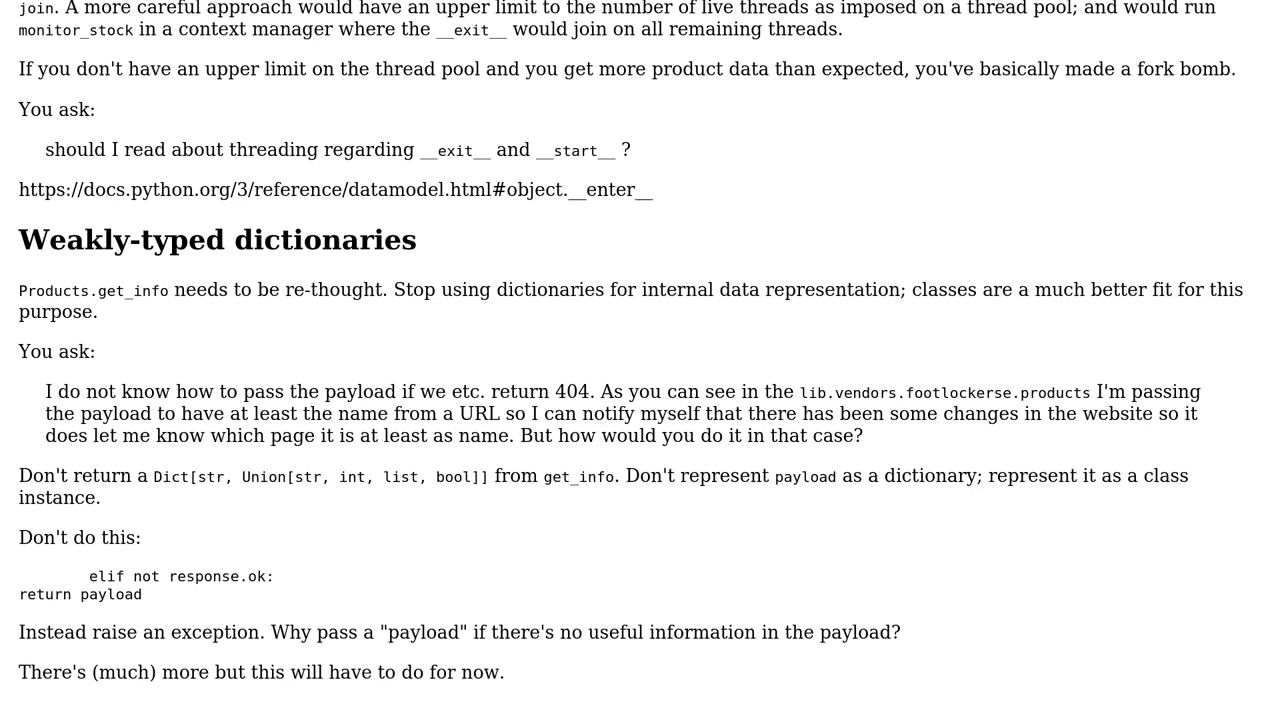 join. A more careful approach would have an upper limit to the number of live threads as imposed on a thread pool; and would run
monitor_stock in a context manager where the __exit__ would join on all remaining threads.
If you don't have an upper limit on the thread pool and you get more product data than expected, you've basically made a fork bomb.
You ask:
should I read about threading regarding __exit__ and __start__ ?
https://docs.python.org/3/reference/datamodel.html#object.__enter__
Weakly-typed dictionaries
Products.get_info needs to be re-thought. Stop using dictionaries for internal data representation; classes are a much better fit for this
purpose.
You ask:
I do not know how to pass the payload if we etc. return 404. As you can see in the lib.vendors.footlockerse.products I'm passing
the payload to have at least the name from a URL so I can notify myself that there has been some changes in the website so it
does let me know which page it is at least as name. But how would you do it in that case?
Don't return a Dict[str, Union[str, int, list, bool]] from get_info. Don't represent payload as a dictionary; represent it as a class
instance.
Don't do this:
elif not response.ok:
return payload
Instead raise an exception. Why pass a "payload" if there's no useful information in the payload?
There's (much) more but this will have to do for now.